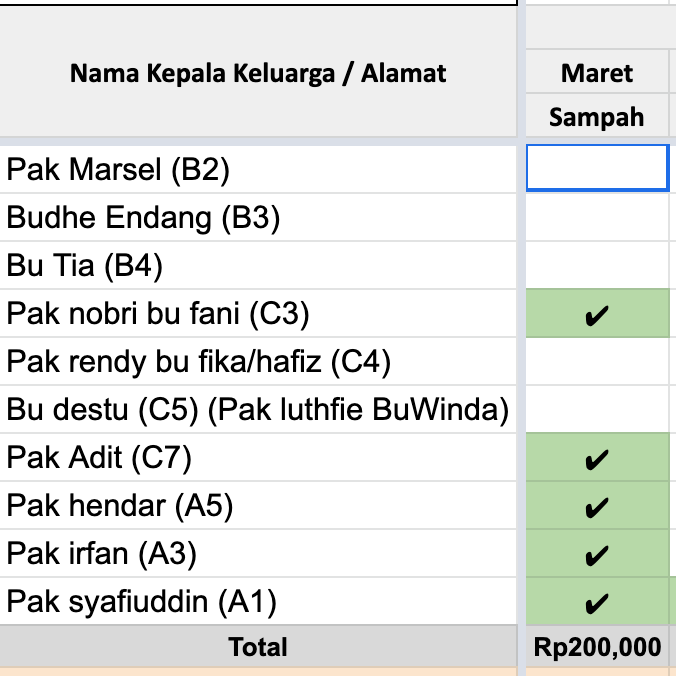 Nama Kepala Keluarga / Alamat
Maret
Sampah
Pak Marsel (B2)
Budhe Endang (B3)
Bu Tia (B4)
Pak nobri bu fani (C3) ✔
Pak rendy bu fika/hafiz (C4)
Bu destu (C5) (Pak luthfie BuWinda)
Pak Adit (C7) ✔
Pak hendar (A5) ✔
Pak irfan (A3) ✔
Pak syafiuddin (A1) ✔
Total Rp200,000